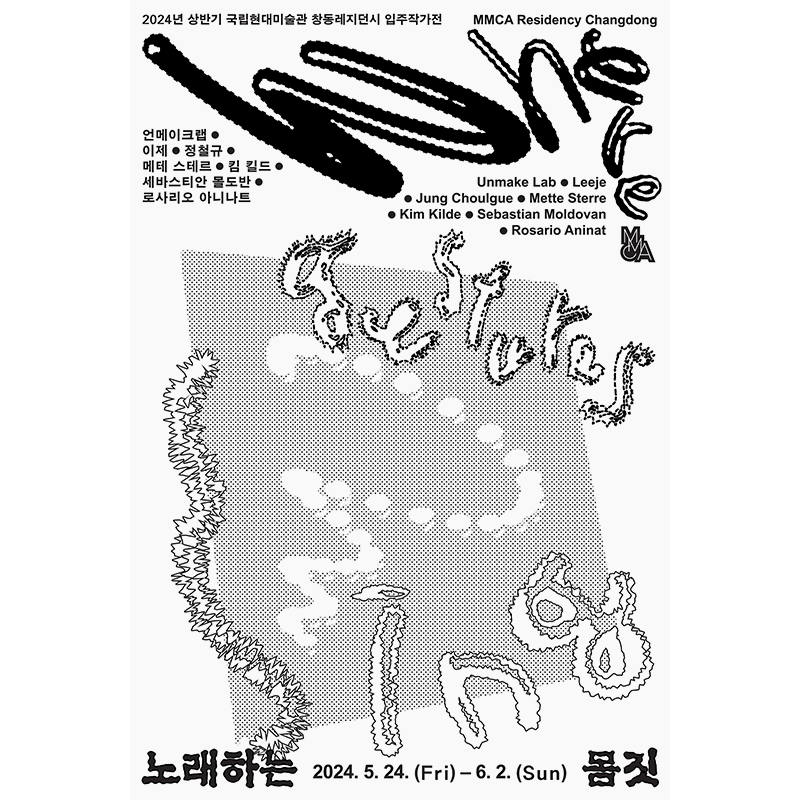 2024년 상반기 국립현대미술관 창동레지던시 입주작가전
MMCA Residency Changdong
Where
언메이크랩 ●
이제 ● 정철규 ●
메테 스테르 ● 킴 킬드 ●
세바스티안 몰도반 ●
로사리오 아니나트
Unmake Lab ● Leeje
● Jung Choulgue ● Mette Sterre
● Kim Kilde ● Sebastian Moldovan
● Rosario Aninat
MMCA
Gestures
Sing
노래하는 몸짓
2024. 5. 24. (Fri) – 6. 2. (Sun)